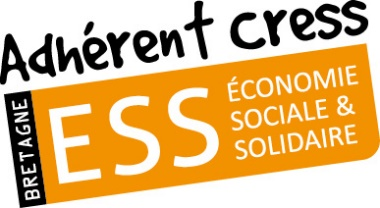 Adhérent cress
BRETAGNE
ESS
ÉCONOMIE
SOCIALE &
SOLIDAIRE